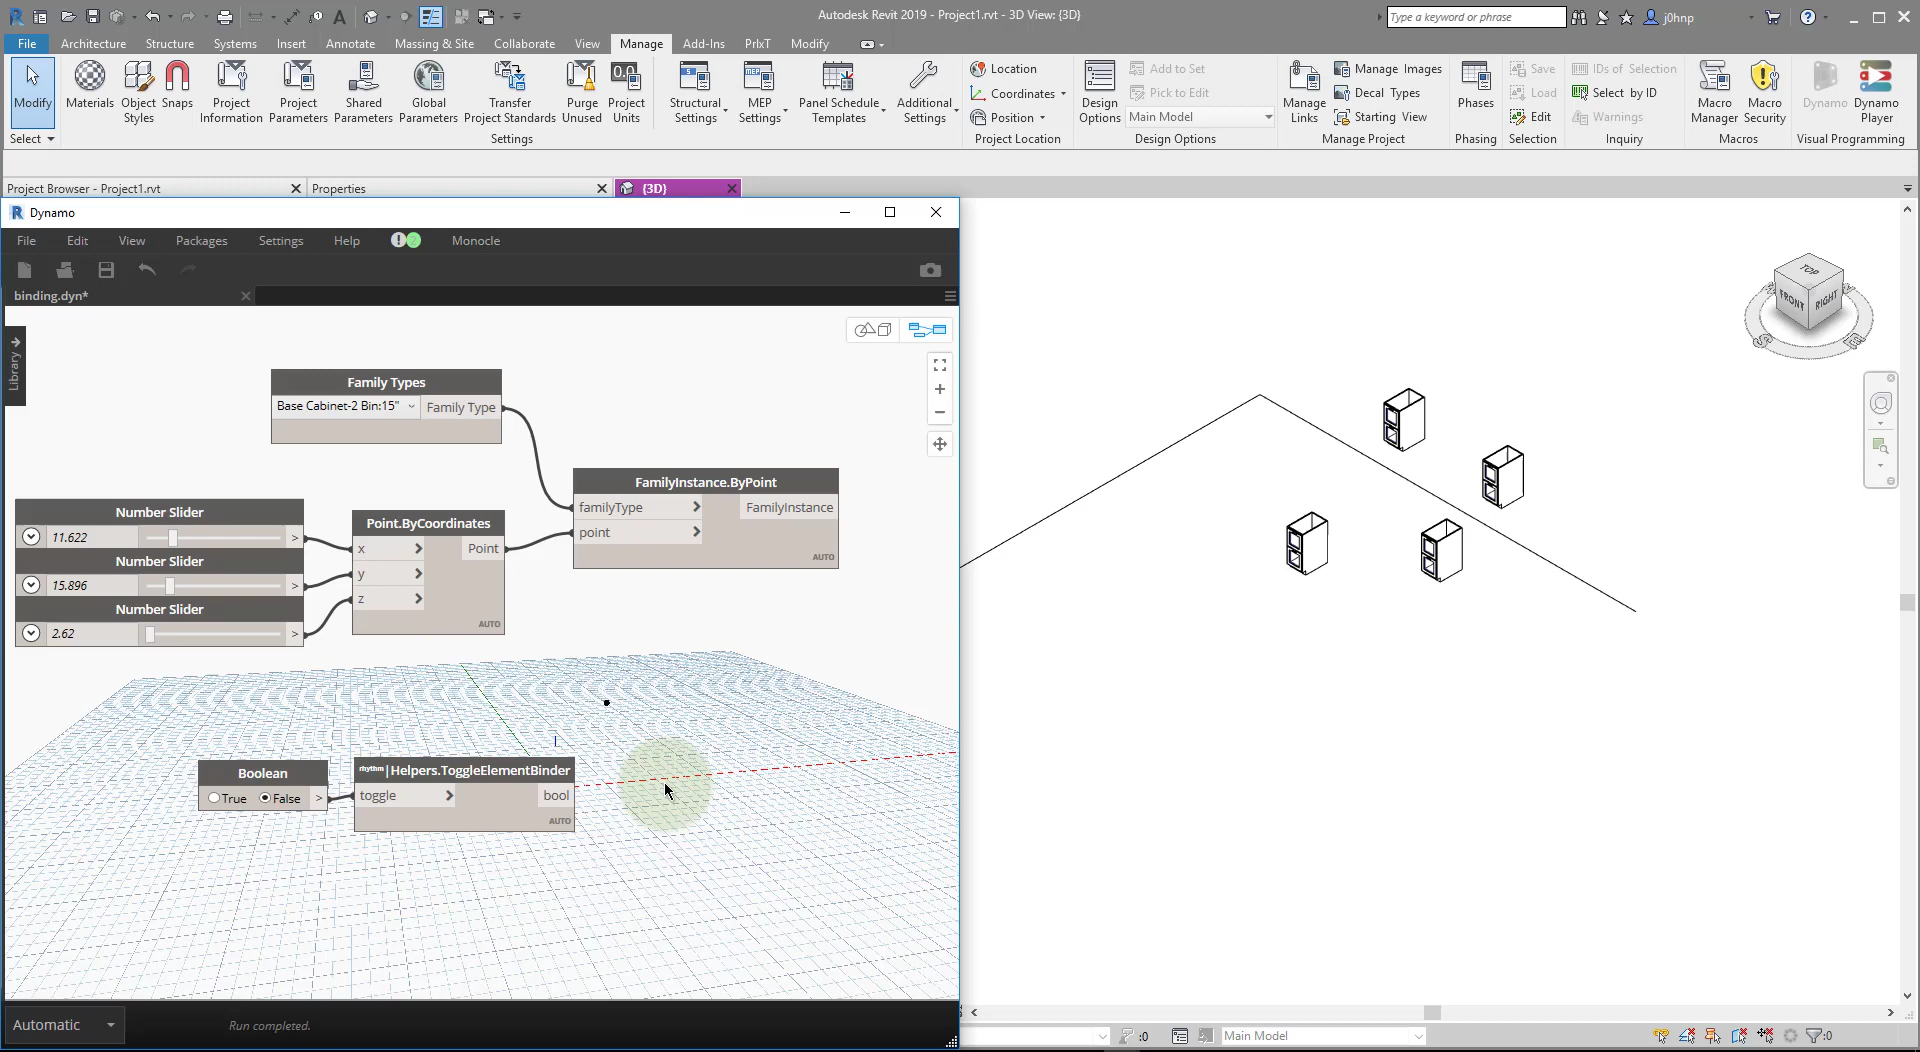 Autodesk Revit 2019 - Project1.rvt - 3D View: {3D}
Type a keyword or phrase
j0hnp
File
Architecture
Structure
Systems
Insert
Annotate
Massing & Site
Collaborate
View
Manage
Add-Ins
PrlxT
Modify
Modify
Select
Materials
Object Styles
Snaps
Project Information
Project Parameters
Shared Parameters
Global Parameters
Transfer Project Standards
Purge Unused
Project Units
Settings
Structural Settings
MEP Settings
Panel Schedule Templates
Additional Settings
Location
Coordinates
Position
Project Location
Design Options
Add to Set
Pick to Edit
Main Model
Design Options
Manage Links
Manage Images
Decal Types
Starting View
Manage Project
Phases
Phasing
Save
Load
Edit
Selection
IDs of Selection
Select by ID
Warnings
Inquiry
Macro Manager
Macro Security
Macros
Dynamo
Dynamo Player
Visual Programming
Project Browser - Project1.rvt
Properties
{3D}
Dynamo
File
Edit
View
Packages
Settings
Help
Monocle
binding.dyn*
Library
Family Types
Base Cabinet-2 Bin:15"
Family Type
FamilyInstance.ByPoint
familyType
FamilyInstance
point
AUTO
Number Slider
11.622
>
Number Slider
15.896
>
Number Slider
2.62
>
Point.ByCoordinates
x
Point
y
z
AUTO
Boolean
True
False
>
rhythm|Helpers.ToggleElementBinder
toggle
bool
AUTO
Automatic
Run completed.
TOP
FRONT
RIGHT
S
E
:0
Main Model
:0